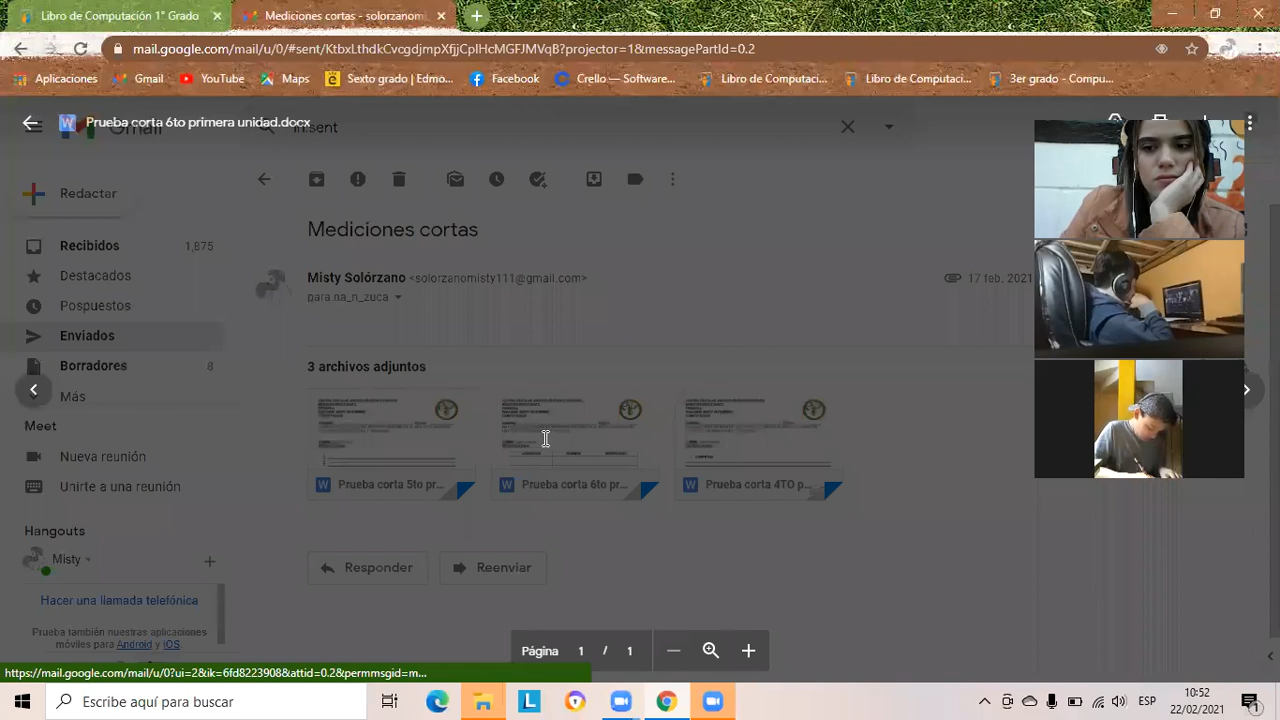 Libro de Computación 1° Grado
Mediciones cortas - solorzanom
mail.google.com/mail/u/0/#sent/KtbxLthdkCvcgdjmpXfjjCplHcMGFJMVqB?projector=1&messagePartId=0.2
Aplicaciones Gmail YouTube Maps Sexto grado | Edmo... Facebook Crello — Software... Libro de Computaci... Libro de Computaci... 3er grado - Compu...
Prueba corta 6to primera unidad.docx
Gmail
in:sent
Redactar
Mediciones cortas
Recibidos 1,875
Destacados
Misty Solórzano <solorzanomisty111@gmail.com>
17 feb. 2021
para na_n_zuca
Pospuestos
Enviados
Borradores 8
3 archivos adjuntos
Más
Meet
Nueva reunión
Unirte a una reunión
Prueba corta 5to pr...
Prueba corta 6to pr...
Prueba corta 4TO p...
Hangouts
Misty
Responder
Reenviar
Hacer una llamada telefónica
Prueba también nuestras aplicaciones
móviles para Android y iOS.
Página 1 / 1
https://mail.google.com/mail/u/0?ui=2&ik=6fd8223908&attid=0.2&permmsgid=m...
Escribe aquí para buscar
ESP
10:52
22/02/2021